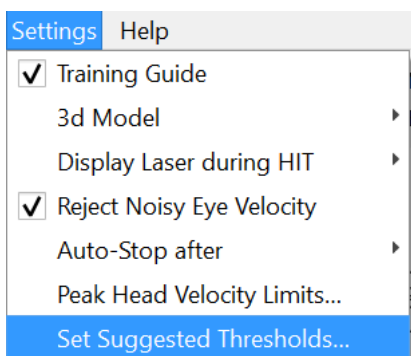 Settings Help
Training Guide
3d Model
Display Laser during HIT
Reject Noisy Eye Velocity
Auto-Stop after
Peak Head Velocity Limits...
Set Suggested Thresholds...